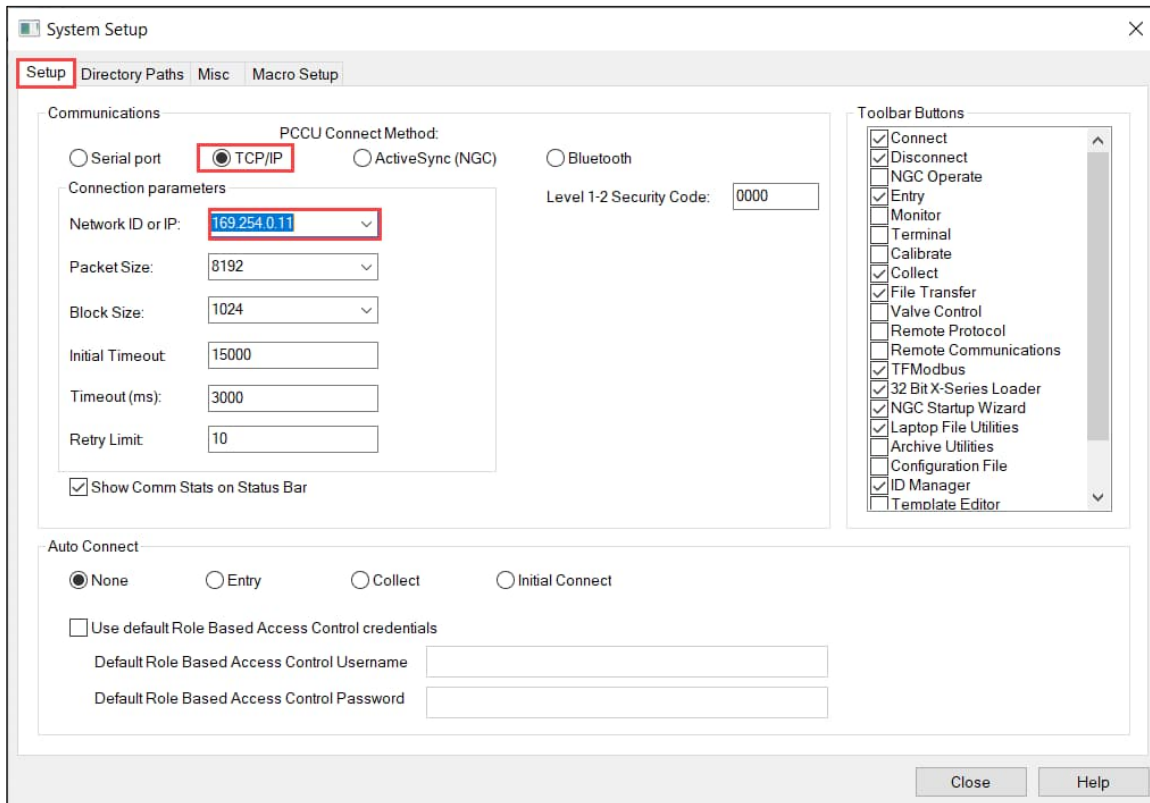 System Setup
Setup Directory Paths Misc Macro Setup
Communications
PCCU Connect Method:
Serial port TCP/IP ActiveSync (NGC) Bluetooth
Connection parameters
Level 1-2 Security Code: 0000
Network ID or IP: 169.254.0.11
Packet Size: 8192
Block Size: 1024
Initial Timeout: 15000
Timeout (ms): 3000
Retry Limit: 10
Show Comm Stats on Status Bar
Toolbar Buttons
Connect
Disconnect
NGC Operate
Entry
Monitor
Terminal
Calibrate
Collect
File Transfer
Valve Control
Remote Protocol
Remote Communications
TFModbus
32 Bit X-Series Loader
NGC Startup Wizard
Laptop File Utilities
Archive Utilities
Configuration File
ID Manager
Template Editor
Auto Connect
None Entry Collect Initial Connect
Use default Role Based Access Control credentials
Default Role Based Access Control Username
Default Role Based Access Control Password
Close Help